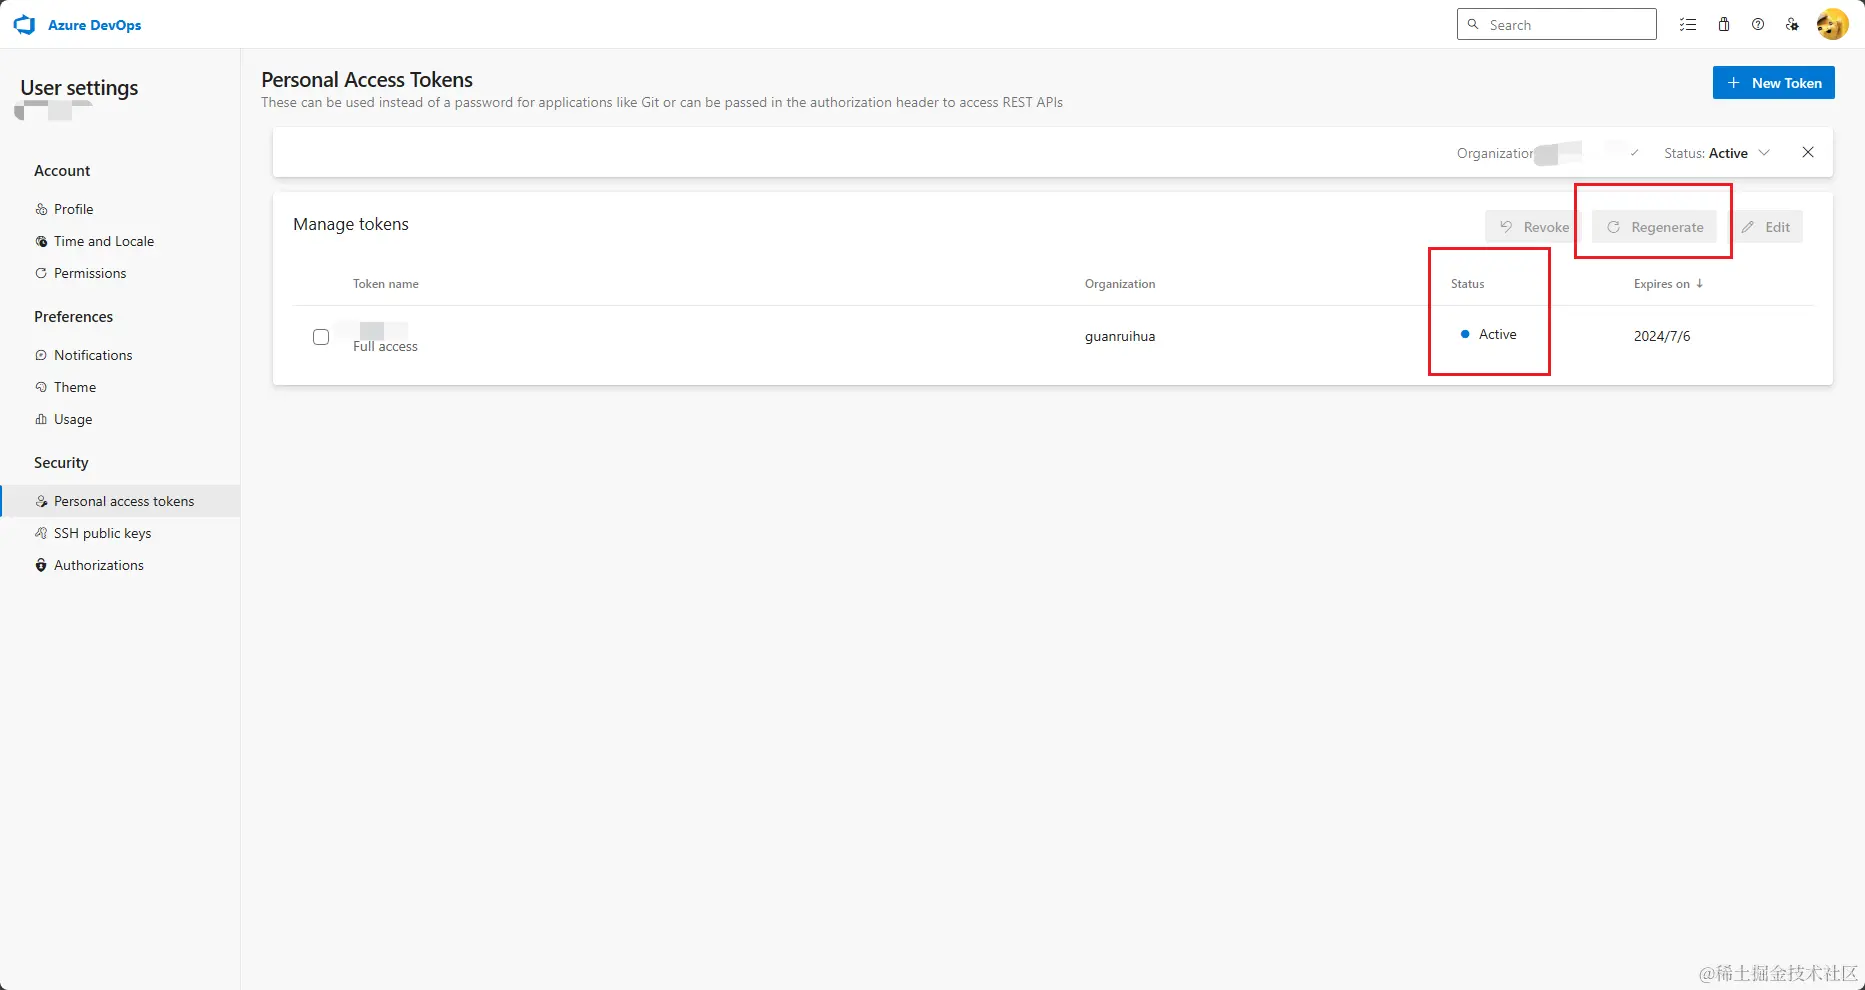 Azure DevOps
Search
User settings
Account
Profile
Time and Locale
Permissions
Preferences
Notifications
Theme
Usage
Security
Personal access tokens
SSH public keys
Authorizations
Personal Access Tokens
These can be used instead of a password for applications like Git or can be passed in the authorization header to access REST APIs
New Token
Organization
Status: Active
Manage tokens
Revoke
Regenerate
Edit
Token name
Organization
Status
Expires on ↓
Full access
guanruihua
Active
2024/7/6
@稀土掘金技术社区